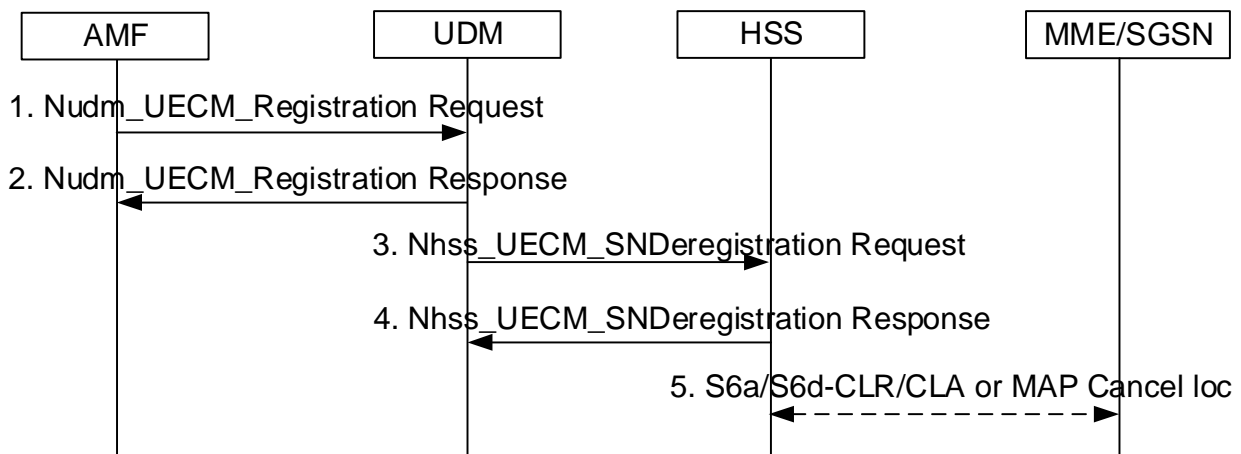 AMF
UDM
HSS
MME/SGSN
1. Nudm_UECM_Registration Request
2. Nudm_UECM_Registration Response
3. Nhss_UECM_SNDeregistration Request
4. Nhss_UECM_SNDeregistration Response
5. S6a/S6d-CLR/CLA or MAP Cancel loc